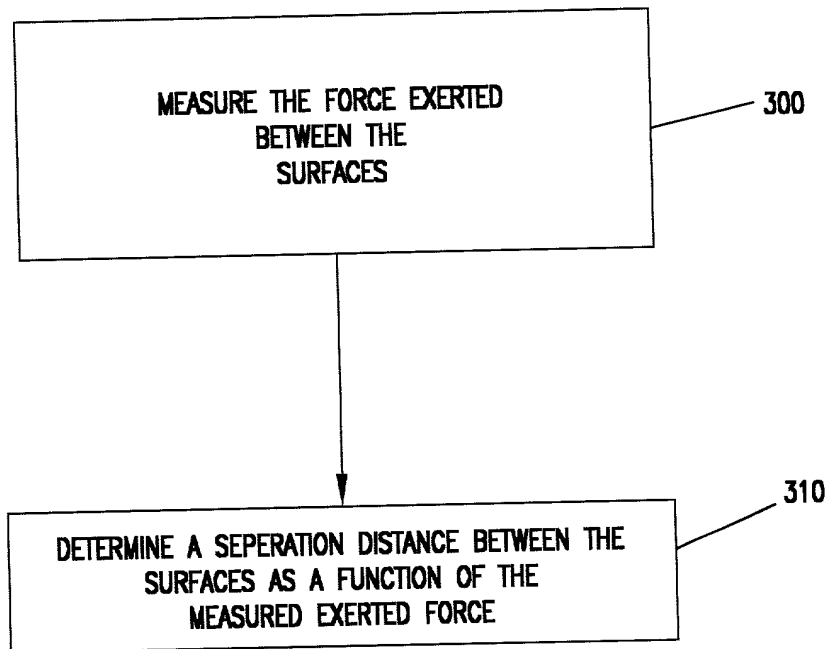 MEASURE THE FORCE EXERTED
BETWEEN THE
SURFACES
300
310
DETERMINE A SEPERATION DISTANCE BETWEEN THE
SURFACES AS A FUNCTION OF THE
MEASURED EXERTED FORCE